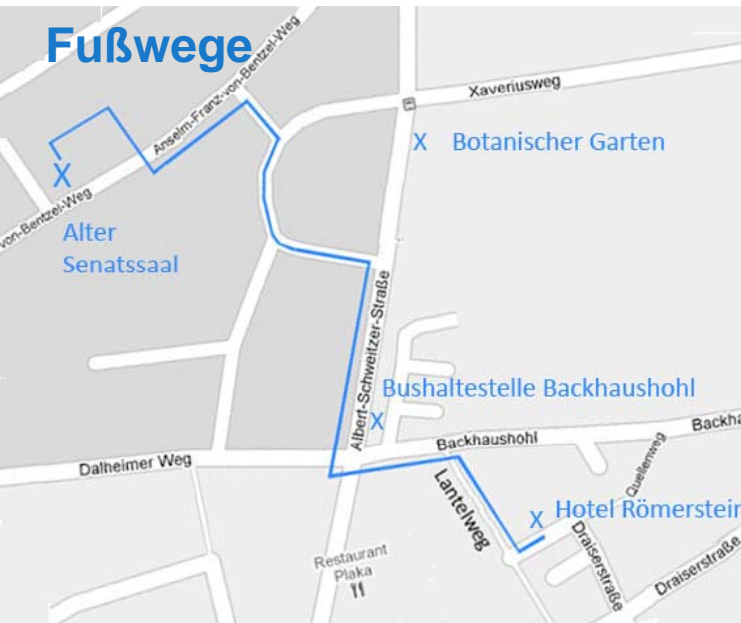 Fußwege
Anselm-Franz-von-Bentzel-Weg
Xaveriusweg
X Botanischer Garten
X
von-Bentzel-Weg
Alter
Senatssaal
Albert-Schweitzer-Straße
Bushaltestelle Backhaushohl
X
Backhaushohl
Backha
Dalheimer Weg
Quellenweg
Lantelweg
X Hotel Römerstein
Draiserstraße
Draiserstraße
Restaurant
Plaka